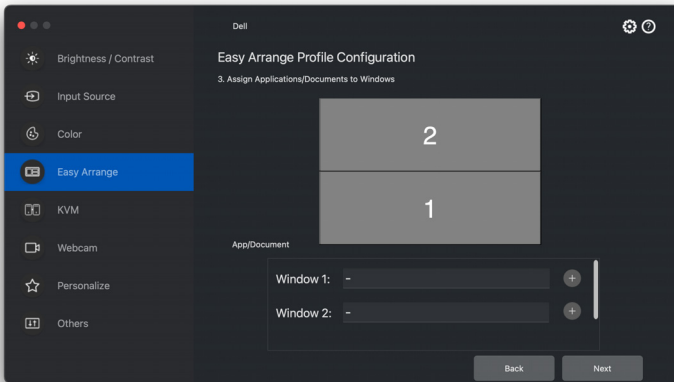 Dell
Brightness / Contrast
Input Source
Color
Easy Arrange
KVM
Webcam
Personalize
Others
Easy Arrange Profile Configuration
3. Assign Applications/Documents to Windows
2
1
App/Document
Window 1: -
Window 2: -
Back
Next